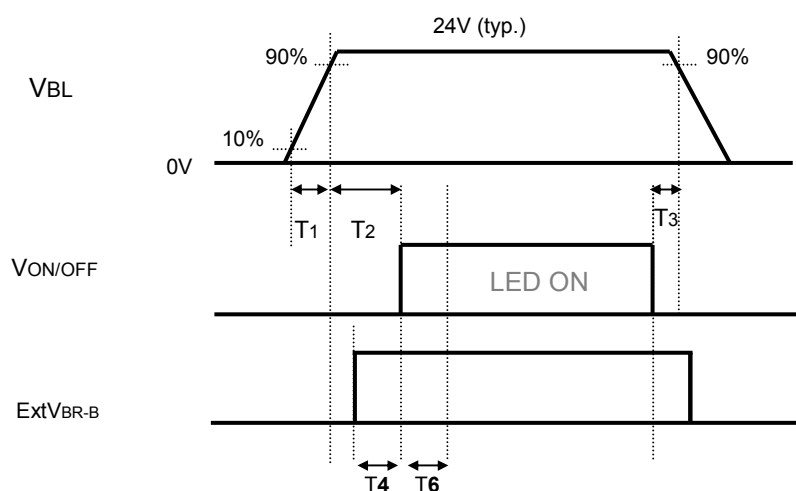 24V (typ.)
90%
90%
VBL
10%
0V
T1
T2
T3
VON/OFF
LED ON
ExtVBR-B
T4
T6